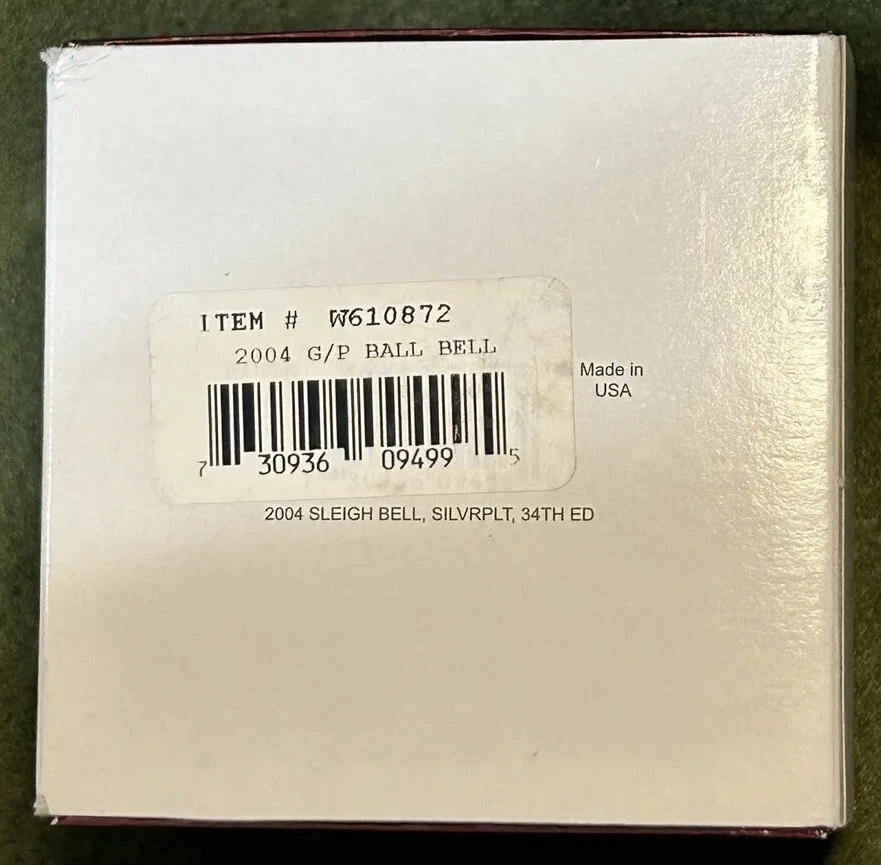 ITEM # W610872
2004 G/P BALL BELL
7 30936 09499 5
Made in
USA
2004 SLEIGH BELL, SILVRPLT, 34TH ED